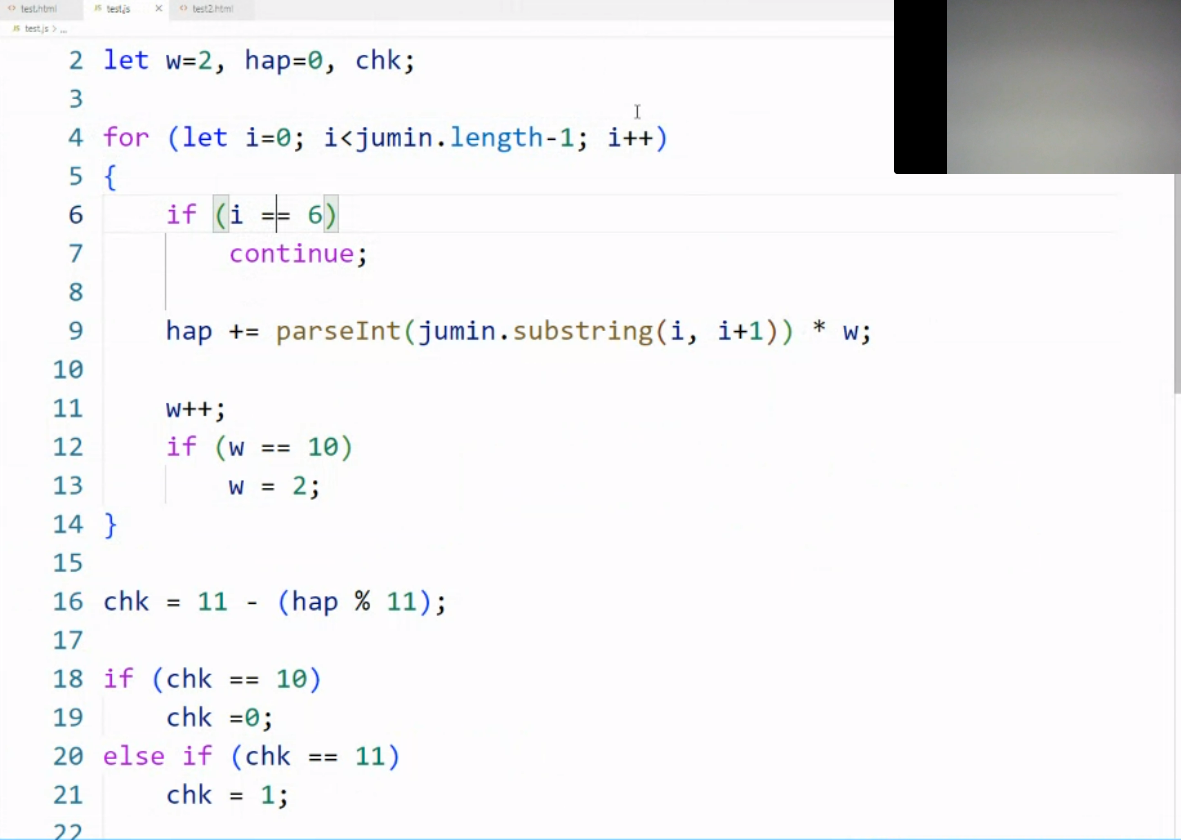 test.html test.js test2.html
JS test.js > ...
2 let w=2, hap=0, chk;
3
4 for (let i=0; i<jumin.length-1; i++)
5 {
6 if (i == 6)
7 continue;
8
9 hap += parseInt(jumin.substring(i, i+1)) * w;
10
11 w++;
12 if (w == 10)
13 w = 2;
14 }
15
16 chk = 11 - (hap % 11);
17
18 if (chk == 10)
19 chk =0;
20 else if (chk == 11)
21 chk = 1;
22